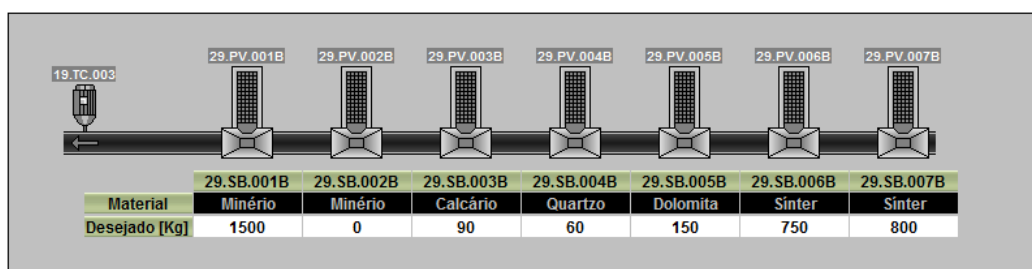 29.PV.001B 29.PV.002B 29.PV.003B 29.PV.004B 29.PV.005B 29.PV.006B 29.PV.007B
19.TC.003
29.SB.001B 29.SB.002B 29.SB.003B 29.SB.004B 29.SB.005B 29.SB.006B 29.SB.007B
Material Minério Minério Calcário Quartzo Dolomita Sínter Sínter
Desejado [Kg] 1500 0 90 60 150 750 800